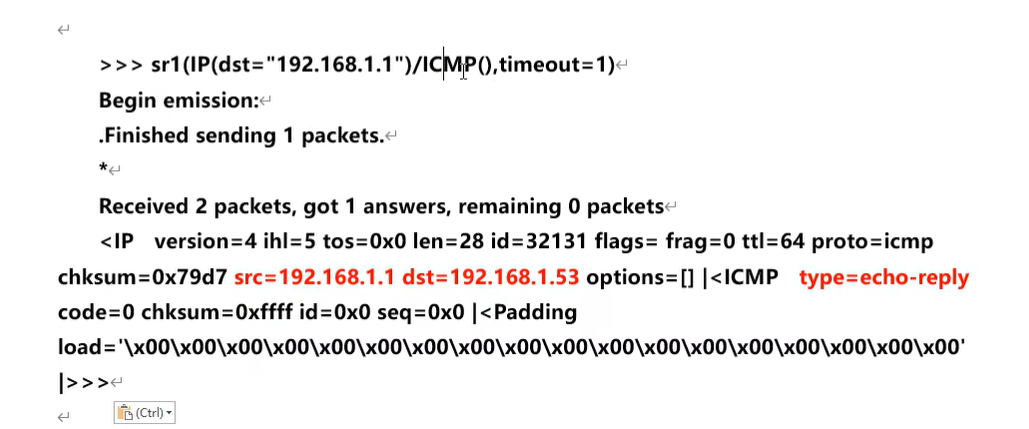 >>> sr1(IP(dst="192.168.1.1")/ICMP(),timeout=1)
Begin emission:
.Finished sending 1 packets.
*
Received 2 packets, got 1 answers, remaining 0 packets
<IP version=4 ihl=5 tos=0x0 len=28 id=32131 flags= frag=0 ttl=64 proto=icmp
chksum=0x79d7 src=192.168.1.1 dst=192.168.1.53 options=[] |<ICMP type=echo-reply
code=0 chksum=0xffff id=0x0 seq=0x0 |<Padding
load='\x00\x00\x00\x00\x00\x00\x00\x00\x00\x00\x00\x00\x00\x00\x00\x00\x00\x00'
|>>>
(Ctrl)